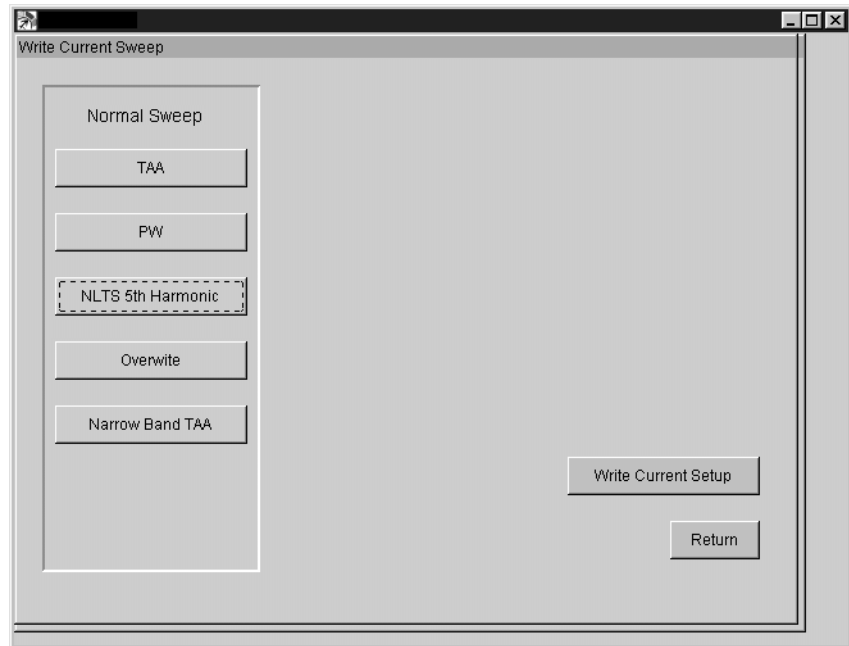 Write Current Sweep
Normal Sweep
TAA
PW
NLTS 5th Harmonic
Overwite
Narrow Band TAA
Write Current Setup
Return